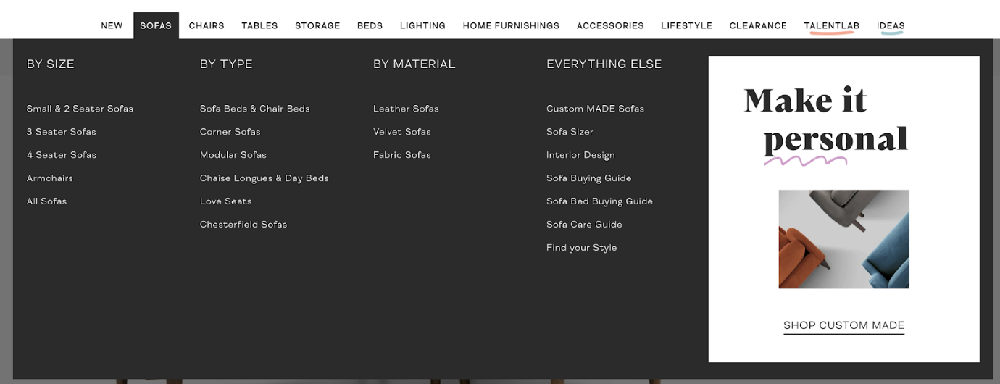 NEW SOFAS CHAIRS TABLES STORAGE BEDS LIGHTING HOME FURNISHINGS ACCESSORIES LIFESTYLE CLEARANCE TALENTLAB IDEAS
BY SIZE
Small & 2 Seater Sofas
3 Seater Sofas
4 Seater Sofas
Armchairs
All Sofas
BY TYPE
Sofa Beds & Chair Beds
Corner Sofas
Modular Sofas
Chaise Longues & Day Beds
Love Seats
Chesterfield Sofas
BY MATERIAL
Leather Sofas
Velvet Sofas
Fabric Sofas
EVERYTHING ELSE
Custom MADE Sofas
Sofa Sizer
Interior Design
Sofa Buying Guide
Sofa Bed Buying Guide
Sofa Care Guide
Find your Style
Make it
personal
SHOP CUSTOM MADE